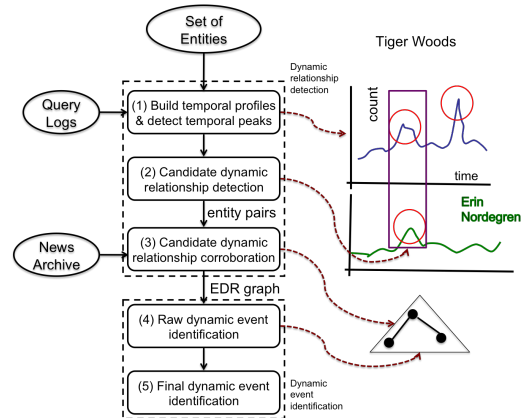 Set of
Entities
Tiger Woods
Dynamic
relationship
detection
Query
Logs
(1) Build temporal profiles
& detect temporal peaks
count
time
(2) Candidate dynamic
relationship detection
entity pairs
Erin
Nordegren
News
Archive
(3) Candidate dynamic
relationship corroboration
EDR graph
(4) Raw dynamic event
identification
(5) Final dynamic event
identification
Dynamic
event
identification